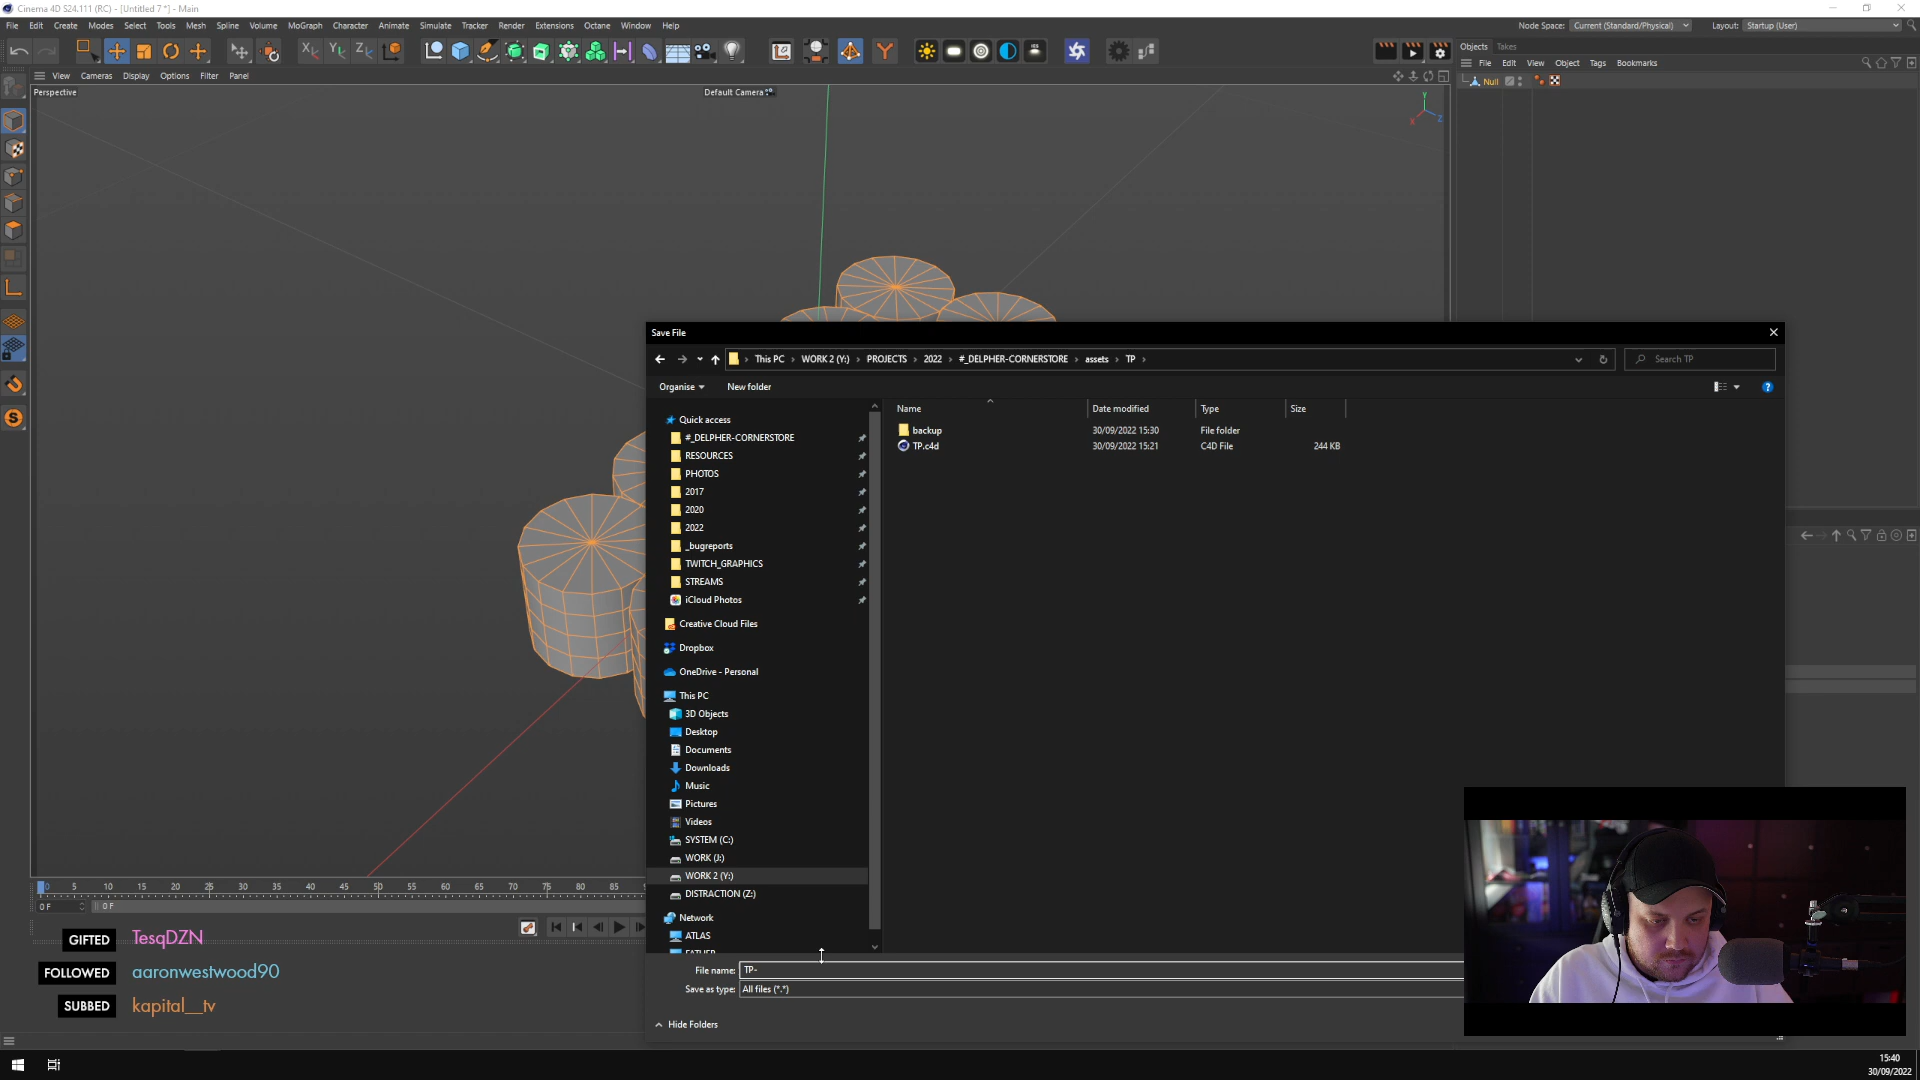 Cinema 4D S24.111 (RC) - [Untitled 7 *] - Main
File Edit Create Modes Select Tools Mesh Spline Volume MoGraph Character Animate Simulate Tracker Render Extensions Octane Window Help
Node Space: Current (Standard/Physical) Layout: Startup (User)
Objects Takes
File Edit View Object Tags Bookmarks
View Cameras Display Options Filter Panel
Null
Perspective
Default Camera
Y
X
Z
Save File
This PC > WORK 2 (Y:) > PROJECTS > 2022 > #_DELPHER-CORNERSTORE > assets > TP >
Search TP
Organise New folder
Name Date modified Type Size
Quick access
#_DELPHER-CORNERSTORE
RESOURCES
PHOTOS
2017
2020
2022
_bugreports
TWITCH_GRAPHICS
STREAMS
iCloud Photos
Creative Cloud Files
Dropbox
OneDrive - Personal
This PC
3D Objects
Desktop
Documents
Downloads
Music
Pictures
Videos
SYSTEM (C:)
WORK (J:)
WORK 2 (Y:)
DISTRACTION (Z:)
Network
ATLAS
backup 30/09/2022 15:30 File folder
TP.c4d 30/09/2022 15:21 C4D File 244 KB
File name: TP-
Save as type: All files (*.*)
Hide Folders
0 5 10 15 20 25 30 35 40 45 50 55 60 65 70 75 80 85
0 F 0 F
GIFTED TesqDZN
FOLLOWED aaronwestwood90
SUBBED kapital__tv
15:40
30/09/2022